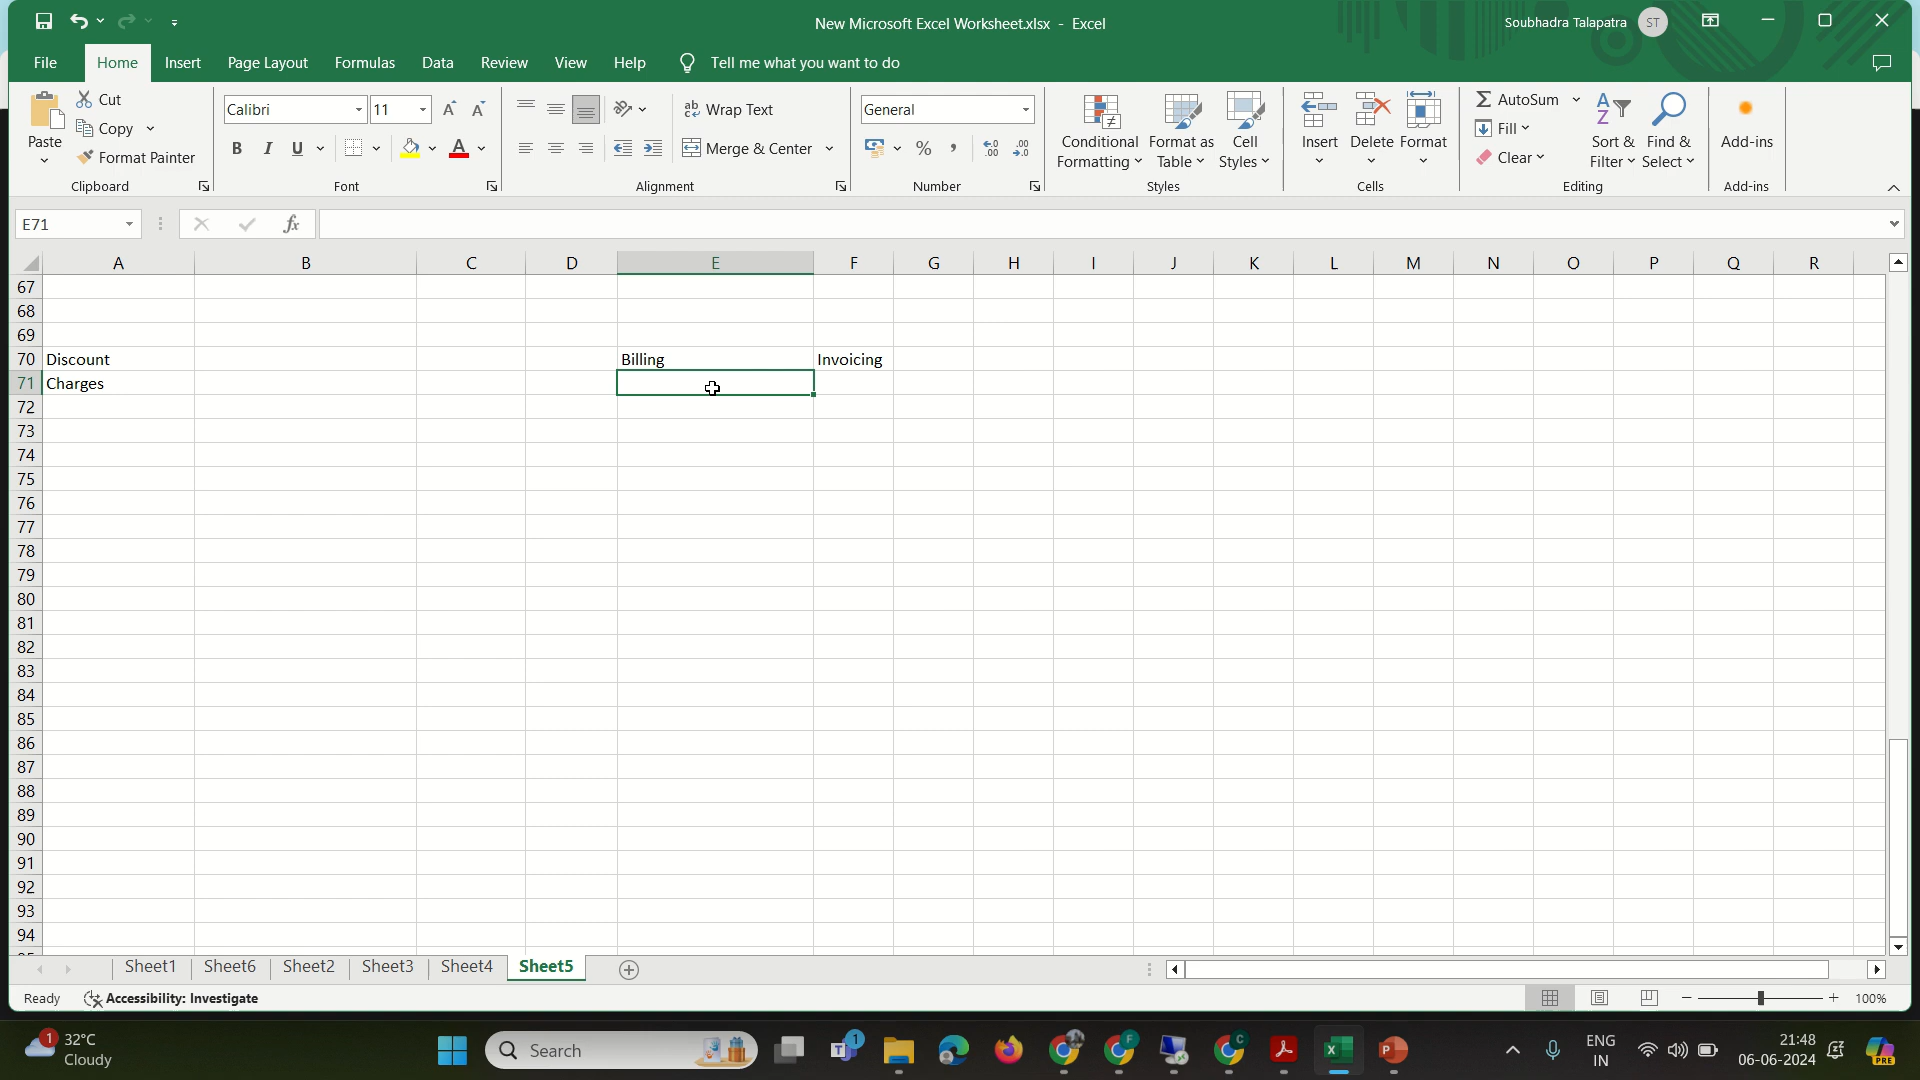 New Microsoft Excel Worksheet.xlsx - Excel
Soubhadra Talapatra ST
File Home Insert Page Layout Formulas Data Review View Help Tell me what you want to do
Paste
Cut
Copy
Format Painter
Clipboard
Calibri 11
B I U
Font
ab Wrap Text
Merge & Center
Alignment
General
% ,
Number
Conditional Formatting
Format as Table
Cell Styles
Styles
Insert Delete Format
Cells
AutoSum
Fill
Clear
Sort & Filter
Find & Select
Editing
Add-ins
Add-ins
E71 fx
A B C D E F G H I J K L M N O P Q R
67
68
69
70 Discount Billing Invoicing
71 Charges
72
73
74
75
76
77
78
79
80
81
82
83
84
85
86
87
88
89
90
91
92
93
94
Sheet1 Sheet6 Sheet2 Sheet3 Sheet4 Sheet5
Ready Accessibility: Investigate 100%
1 32°C
Cloudy
Search
1
ENG
IN
21:48
06-06-2024
PRE